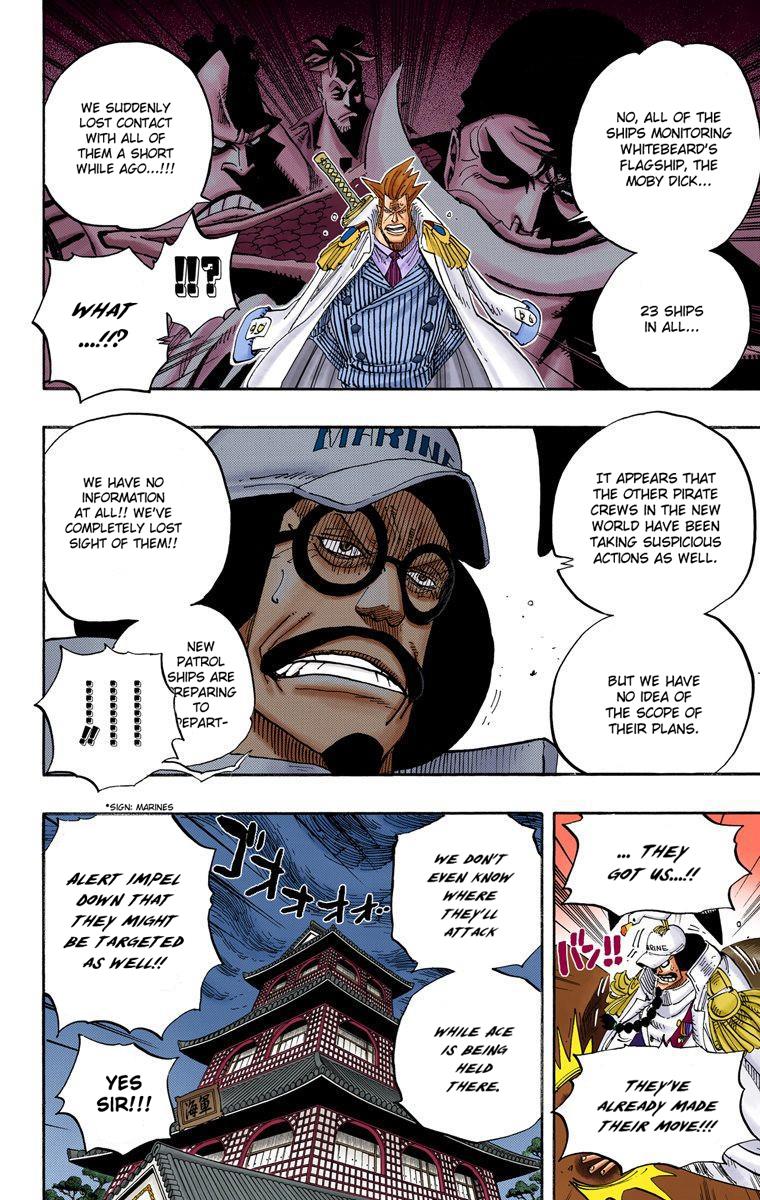 NO, ALL OF THE
SHIPS MONITORING
WHITEBEARD'S
FLAGSHIP, THE
MOBY DICK...
23 SHIPS
IN ALL...
WE SUDDENLY
LOST CONTACT
WITH ALL OF
THEM A SHORT
WHILE AGO...!!!
!!?
WHAT
....!!?
MARINE
IT APPEARS THAT
THE OTHER PIRATE
CREWS IN THE NEW
WORLD HAVE BEEN
TAKING SUSPICIOUS
ACTIONS AS WELL.
BUT WE HAVE
NO IDEA OF
THE SCOPE OF
THEIR PLANS.
WE HAVE NO
INFORMATION
AT ALL!! WE'VE
COMPLETELY LOST
SIGHT OF THEM!!
NEW
PATROL
SHIPS ARE
PREPARING
TO
DEPART-
*SIGN: MARINES
... THEY
GOT US...!!
バン!!
MARINE
THEY'VE
ALREADY MADE
THEIR MOVE!!!
WE DON'T
EVEN KNOW
WHERE
THEY'LL
ATTACK
WHILE ACE
IS BEING
HELD
THERE.
ゴオオオオ...
ALERT IMPEL
DOWN THAT
THEY MIGHT
BE TARGETED
AS WELL!!
YES
SIR!!!
海軍